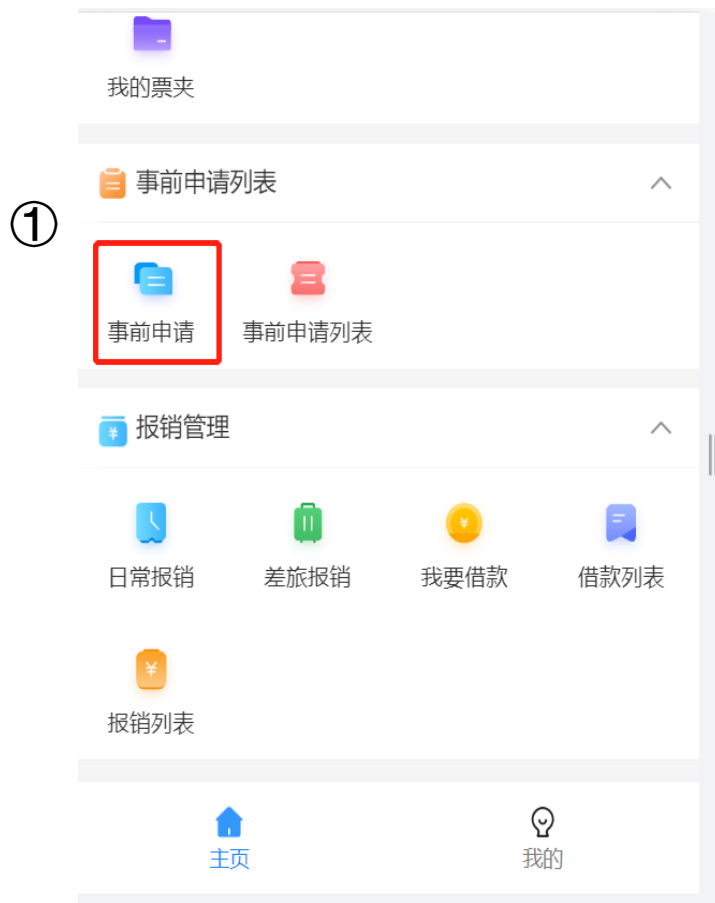 我的票夹
事前申请列表
①
事前申请 事前申请列表
报销管理
日常报销 差旅报销 我要借款 借款列表
报销列表
主页 我的